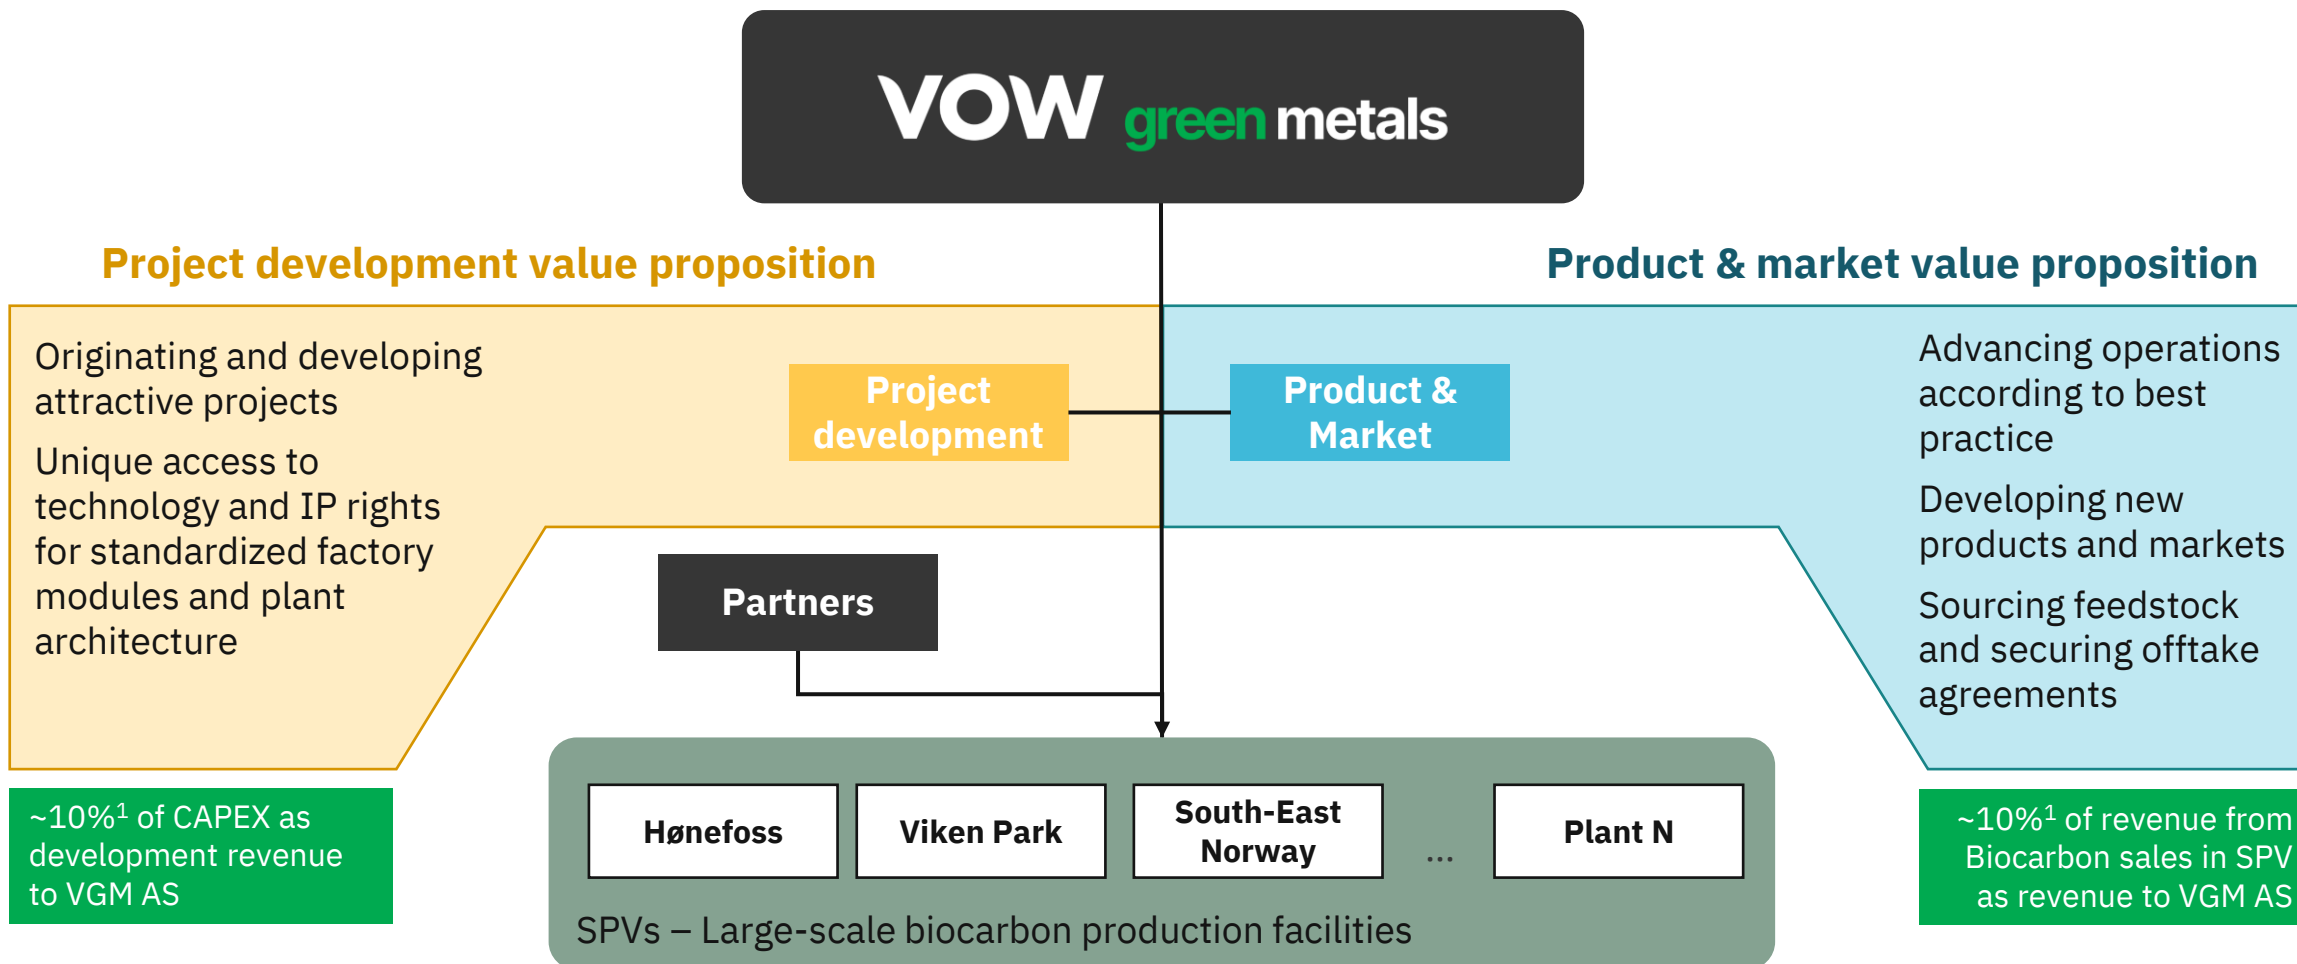 VOW green metals
Project development value proposition
Product & market value proposition
Originating and developing
attractive projects
Unique access to
technology and IP rights
for standardized factory
modules and plant
architecture
Project
development
Product &
Market
Advancing operations
according to best
practice
Developing new
products and markets
Sourcing feedstock
and securing offtake
agreements
Partners
~10%¹ of CAPEX as
development revenue
to VGM AS
Hønefoss
Viken Park
South-East
Norway
...
Plant N
SPVs – Large-scale biocarbon production facilities
~10%¹ of revenue from
Biocarbon sales in SPV
as revenue to VGM AS